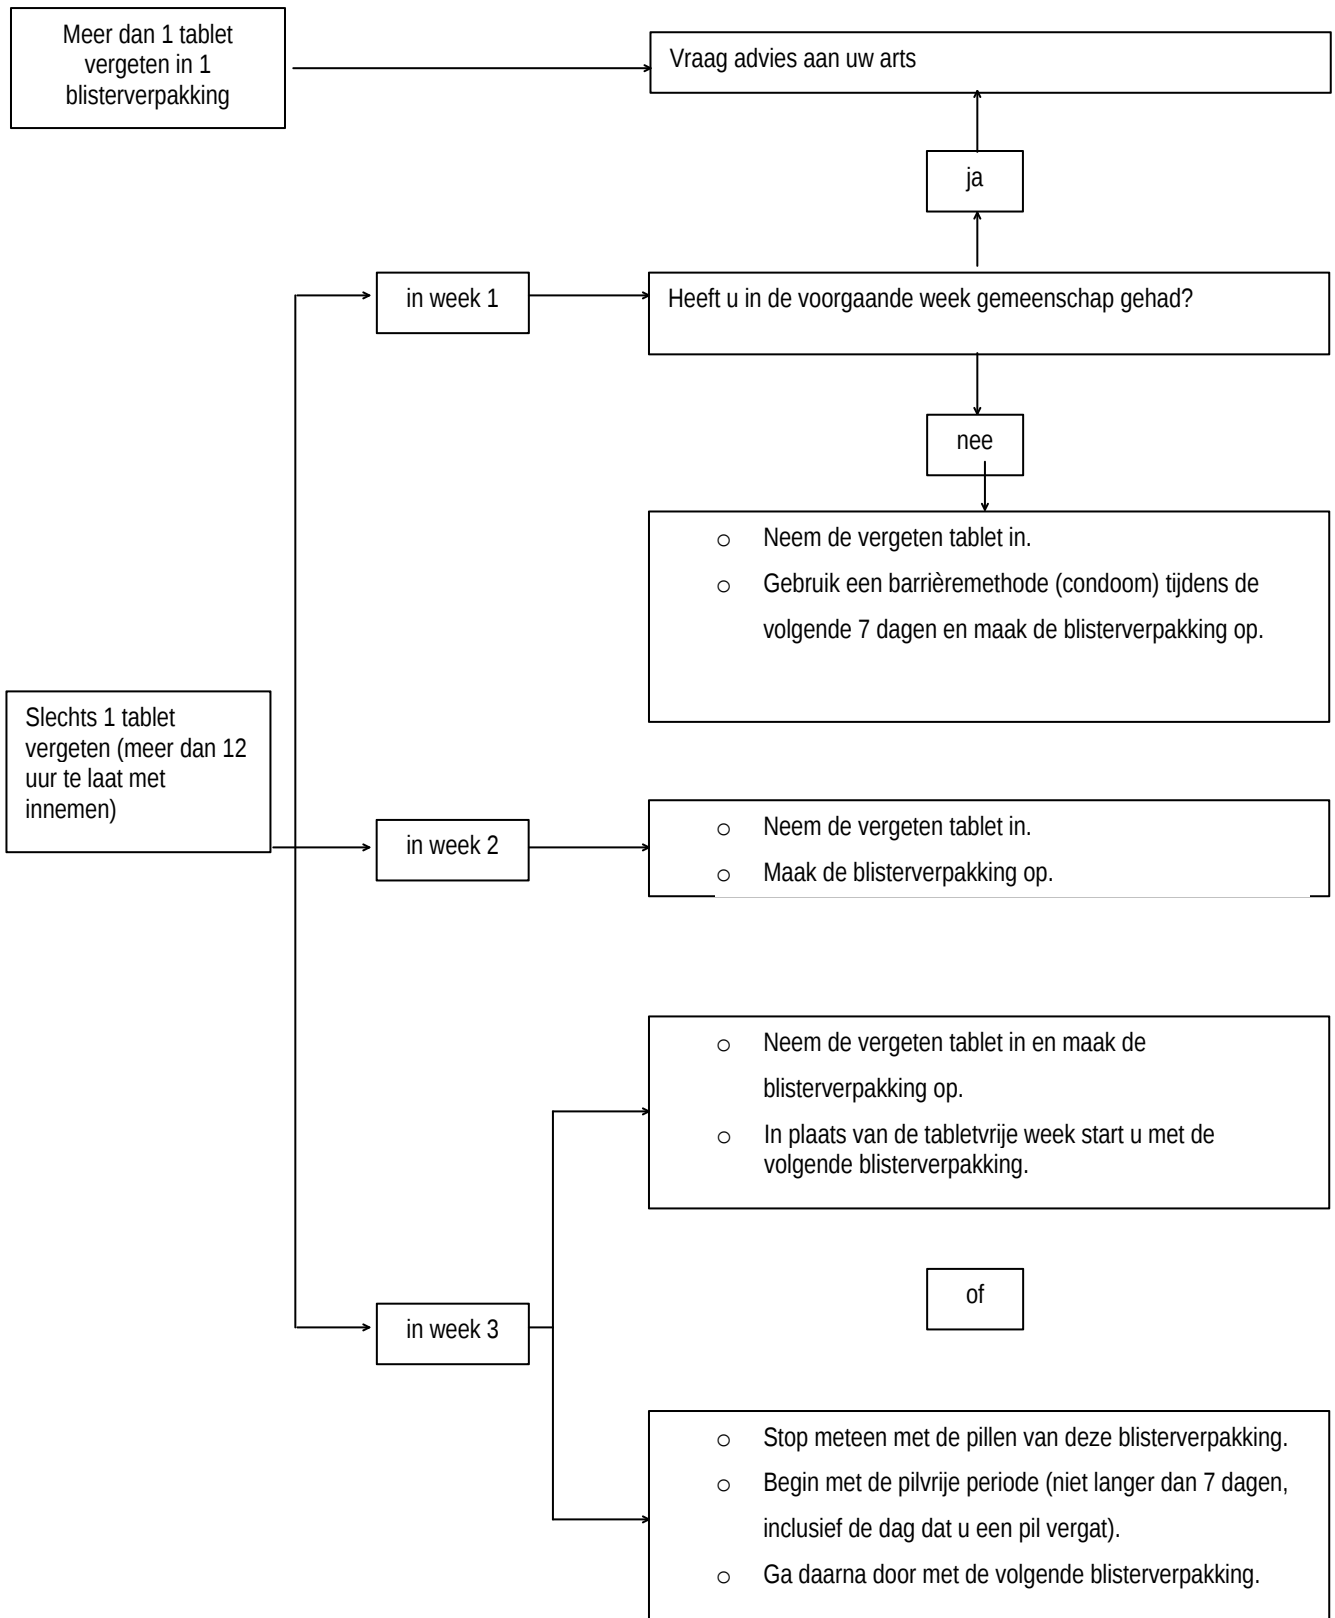 Meer dan 1 tablet
vergeten in 1
blisterverpakking
Vraag advies aan uw arts
ja
in week 1
Heeft u in de voorgaande week gemeenschap gehad?
nee
o Neem de vergeten tablet in.
o Gebruik een barrièremethode (condoom) tijdens de
volgende 7 dagen en maak de blisterverpakking op.
Slechts 1 tablet
vergeten (meer dan 12
uur te laat met
innemen)
in week 2
o Neem de vergeten tablet in.
o Maak de blisterverpakking op.
o Neem de vergeten tablet in en maak de
blisterverpakking op.
o In plaats van de tabletvrije week start u met de
volgende blisterverpakking.
of
in week 3
o Stop meteen met de pillen van deze blisterverpakking.
o Begin met de pilvrije periode (niet langer dan 7 dagen,
inclusief de dag dat u een pil vergat).
o Ga daarna door met de volgende blisterverpakking.